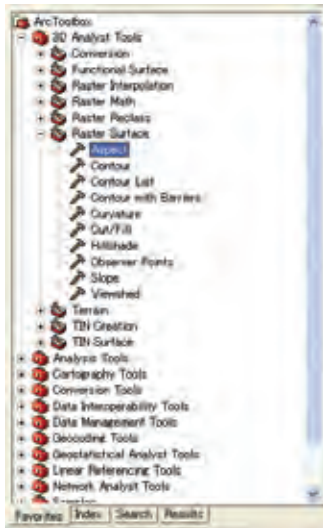 ArcToolbox
3D Analyst Tools
Conversion
Functional Surface
Raster Interpolation
Raster Math
Raster Reclass
Raster Surface
Aspect
Contour
Contour List
Contour with Barriers
Curvature
Cut/Fill
Hillshade
Observer Points
Slope
Viewshed
Terrain
TIN Creation
TIN Surface
Analysis Tools
Cartography Tools
Conversion Tools
Data Interoperability Tools
Data Management Tools
Geocoding Tools
Geostatistical Analyst Tools
Linear Referencing Tools
Network Analyst Tools
Samples
Favorites Index Search Results